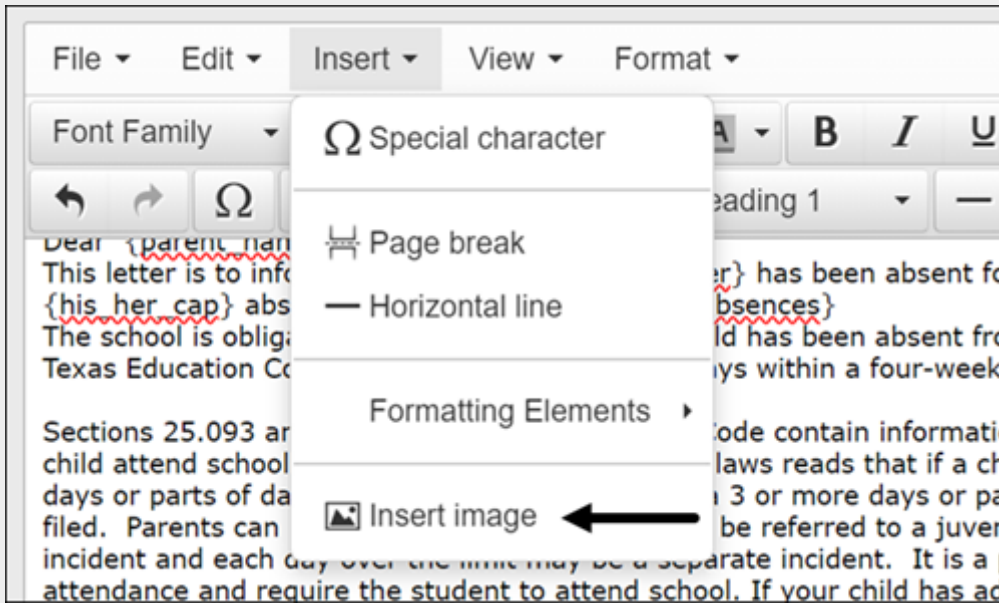 File Edit Insert View Format
Font Family A B I U
Ω Heading 1
Ω Special character
Page break
Horizontal line
Formatting Elements
Insert image
Dear {parent_nan
This letter is to info r} has been absent fo
{his_her_cap} abs bsences}
The school is obliga ld has been absent fro
Texas Education Co ys within a four-week
Sections 25.093 an Code contain informati
child attend school laws reads that if a ch
days or parts of da 3 or more days or pa
filed. Parents can be referred to a juven
incident and each day over the limit may be a separate incident. It is a
attendance and require the student to attend school. If your child has ac